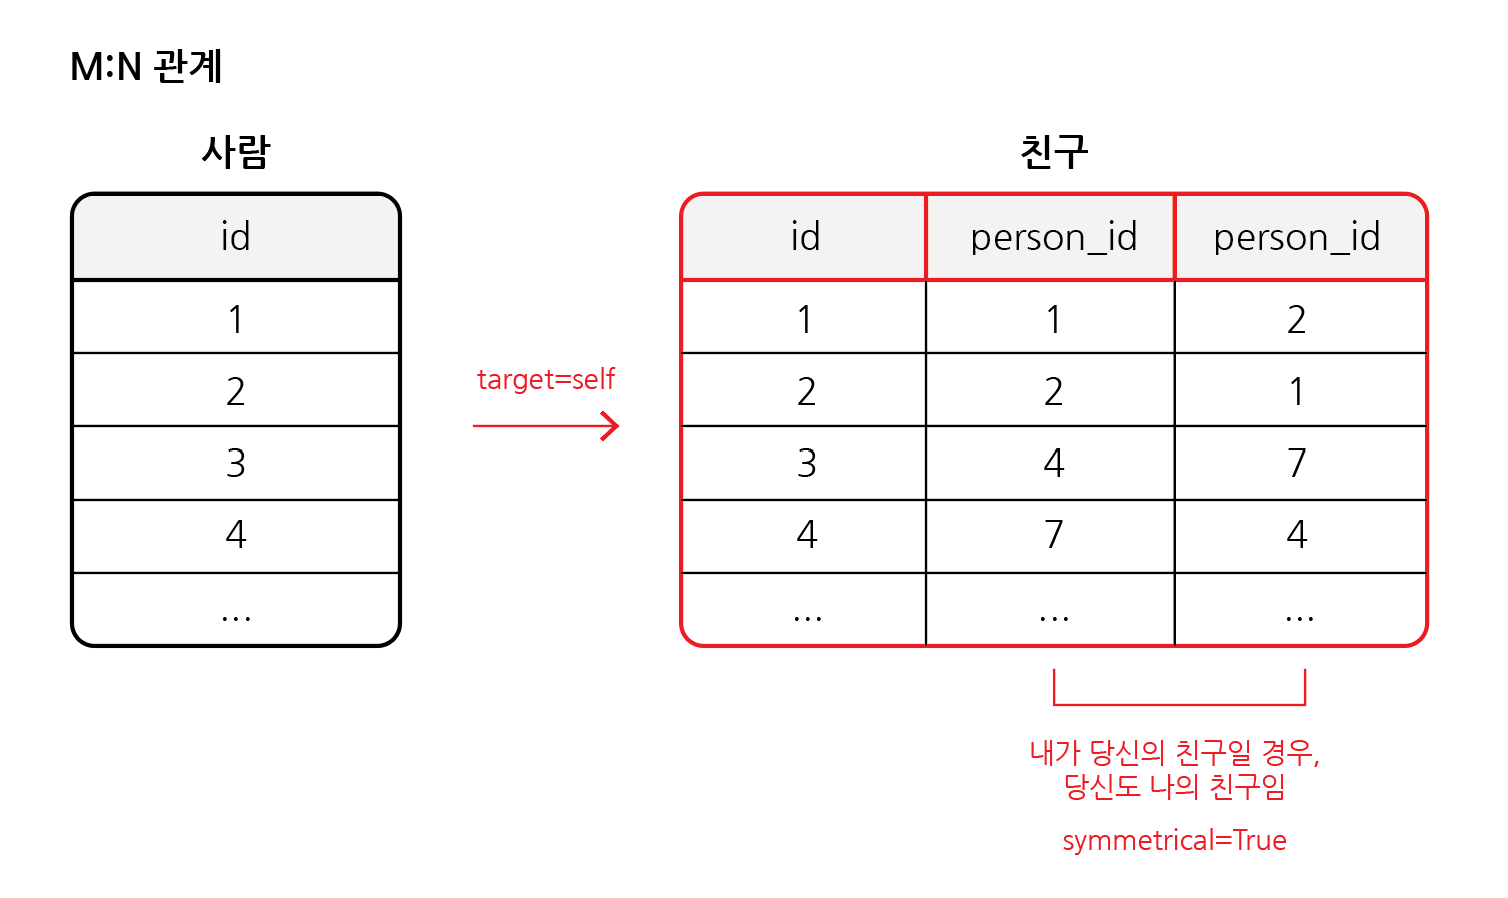 M:N 관계
사람
id
1
2
3
4
...
target=self
친구
id person_id person_id
1 1 2
2 2 1
3 4 7
4 7 4
... ... ...
내가 당신의 친구일 경우,
당신도 나의 친구임
symmetrical=True